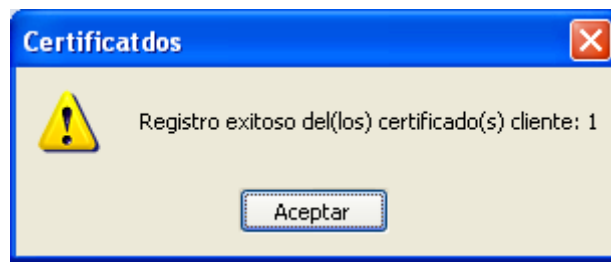 Certificatdos
Registro exitoso del(los) certificado(s) cliente: 1
Aceptar